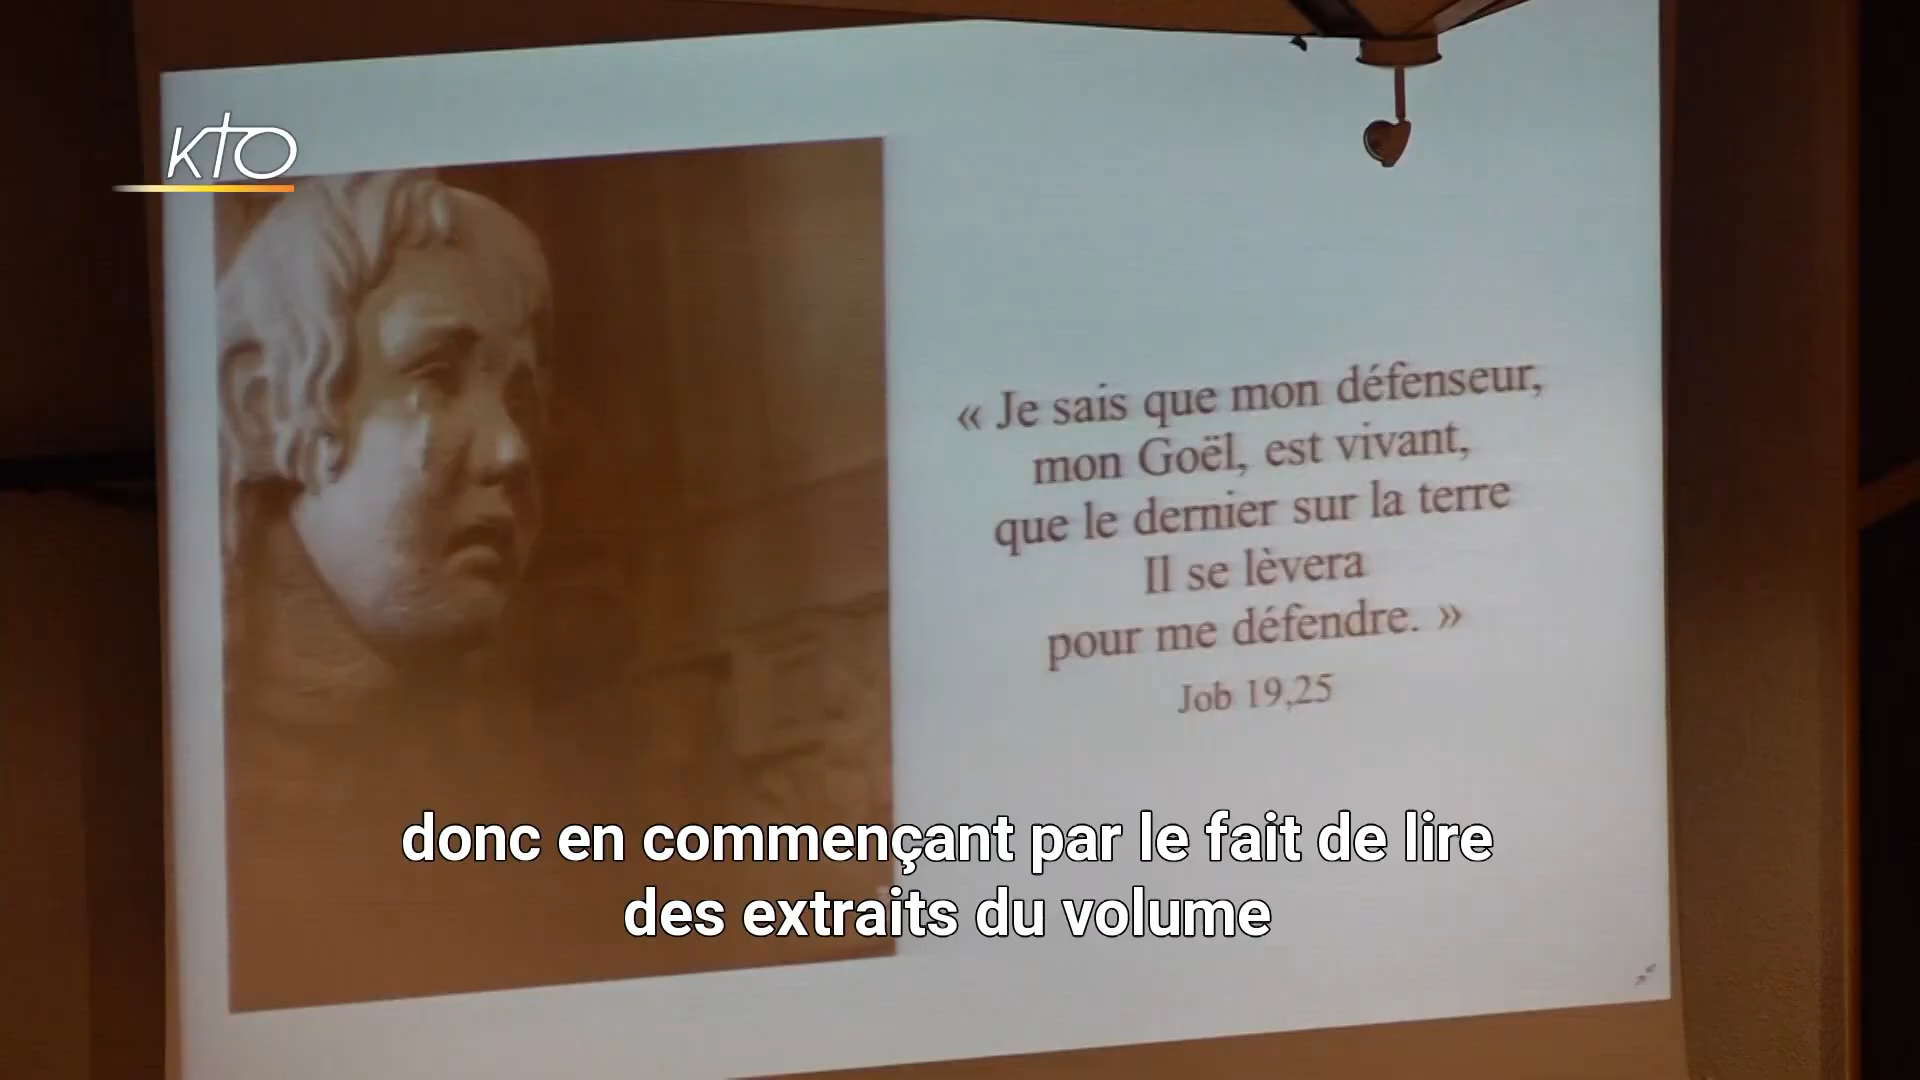 KTO
« Je sais que mon défenseur,
mon Goël, est vivant,
que le dernier sur la terre
Il se lèvera
pour me défendre. »
Job 19,25
donc en commençant par le fait de lire
des extraits du volume